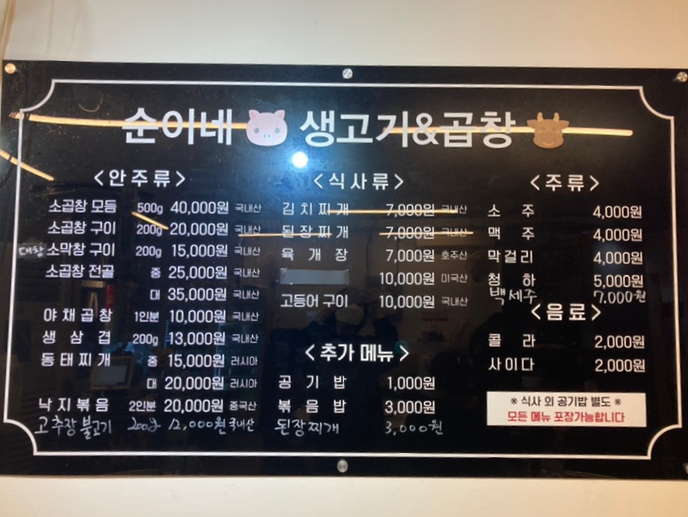 순이네 생고기&곱창
<안주류>
소곱창 모듬 500g 40,000원 국내산
소곱창 구이 200g 20,000원 국내산
대창 소막창 구이 200g 15,000원 국내산
소곱창 전골 중 25,000원 국내산
대 35,000원 국내산
야채곱창 1인분 10,000원 국내산
생삼겹 200g 13,000원 국내산
동태찌개 중 15,000원 러시아
대 20,000원 러시아
낙지볶음 2인분 20,000원 중국산
고추장 불고기 200g 12,000원 국내산
<식사류>
김치찌개 7,000원 국내산
된장찌개 7,000원 국내산
육개장 7,000원 호주산
10,000원 미국산
고등어 구이 10,000원 국내산
<추가 메뉴>
공기밥 1,000원
볶음밥 3,000원
된장찌개 3,000원
<주류>
소주 4,000원
맥주 4,000원
막걸리 4,000원
청하 5,000원
백세주 7,000원
<음료>
콜라 2,000원
사이다 2,000원
※ 식사 외 공기밥 별도 ※
모든 메뉴 포장가능합니다